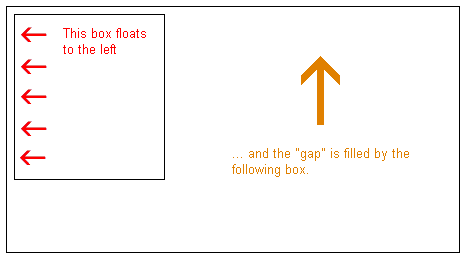 This box floats
to the left
... and the "gap" is filled by the
following box.